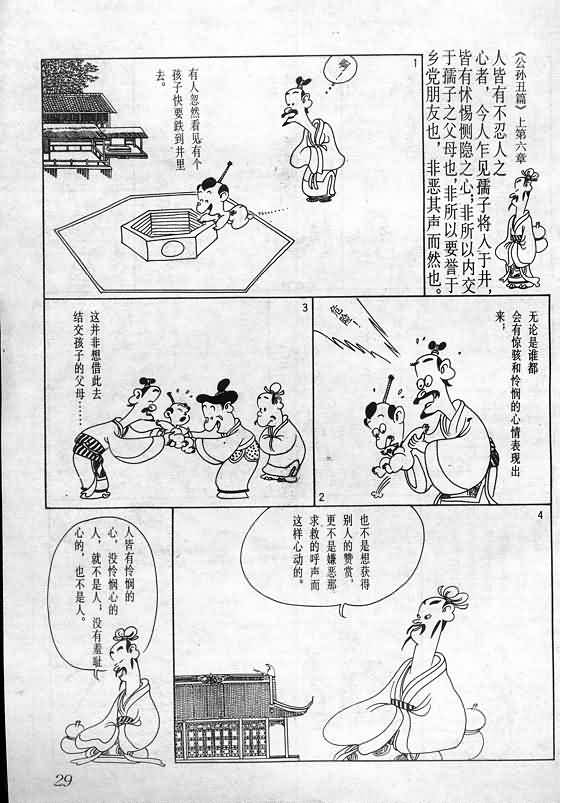 《公孙丑篇》上第六章
人皆有不忍人之
心者，今人乍见孺子将入于井，
皆有怵惕恻隐之心；非所以内交
于孺子之父母也，非所以要誉于
乡党朋友也，非恶其声而然也。
1
有人忽然看见有个
孩子快要跌到井里
去。
啊！
2
无论是谁都
会有惊骇和怜悯的心情表现出
来；
危险！
3
这并非想借此去
结交孩子的父母……
4
也不是想获得
别人的赞赏，
更不是嫌恶那
求救的呼声而
这样心动的。
人皆有怜悯的
心，没怜悯心的
人，就不是人；没有羞耻
心的，也不是人。
29